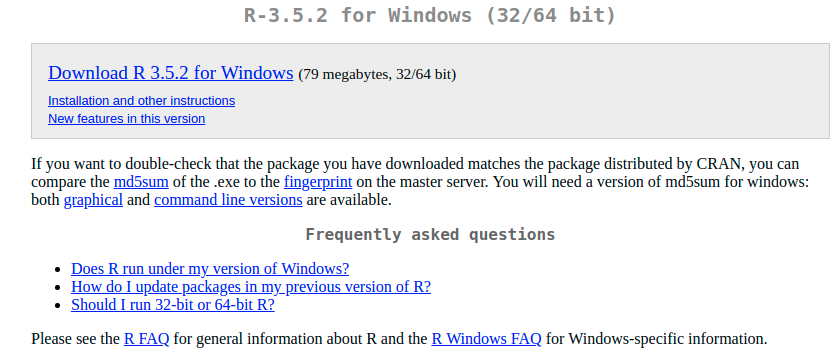 R-3.5.2 for Windows (32/64 bit)
Download R 3.5.2 for Windows (79 megabytes, 32/64 bit)
Installation and other instructions
New features in this version
If you want to double-check that the package you have downloaded matches the package distributed by CRAN, you can
compare the md5sum of the .exe to the fingerprint on the master server. You will need a version of md5sum for windows:
both graphical and command line versions are available.
Frequently asked questions
• Does R run under my version of Windows?
• How do I update packages in my previous version of R?
• Should I run 32-bit or 64-bit R?
Please see the R FAQ for general information about R and the R Windows FAQ for Windows-specific information.